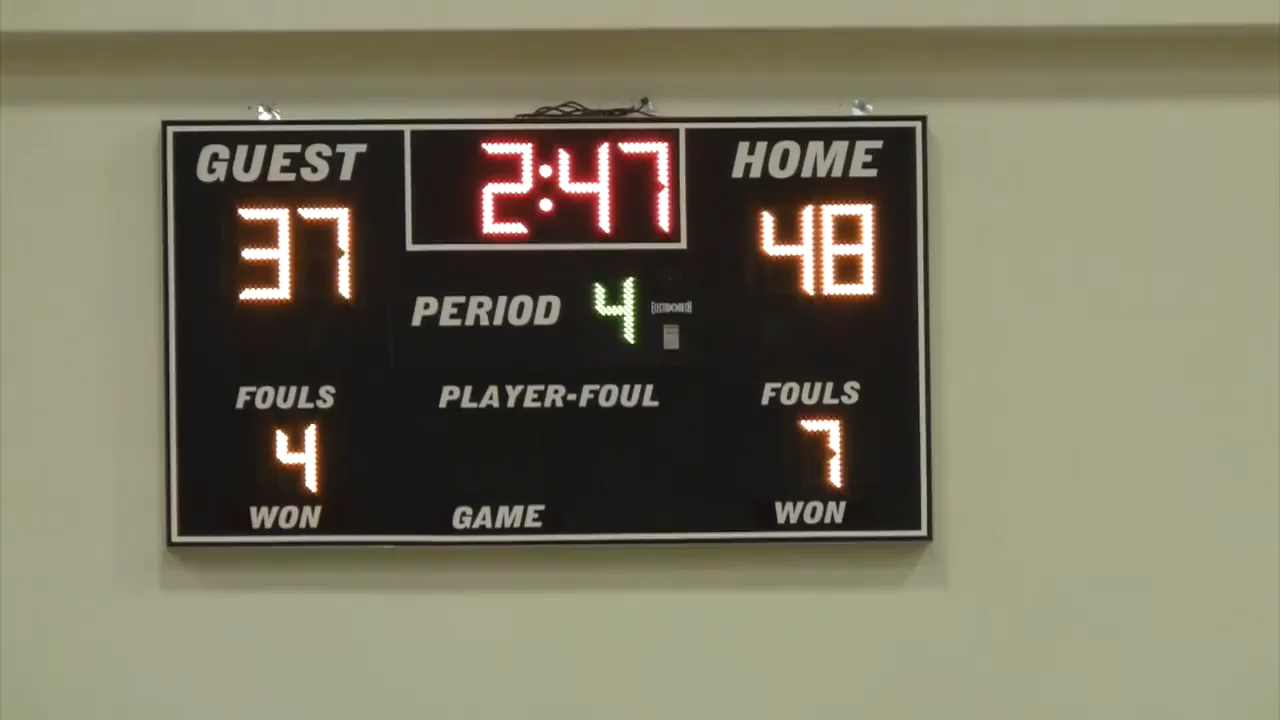 GUEST 2:47 HOME
37 48
PERIOD 4
FOULS PLAYER-FOUL FOULS
4 7
WON GAME WON